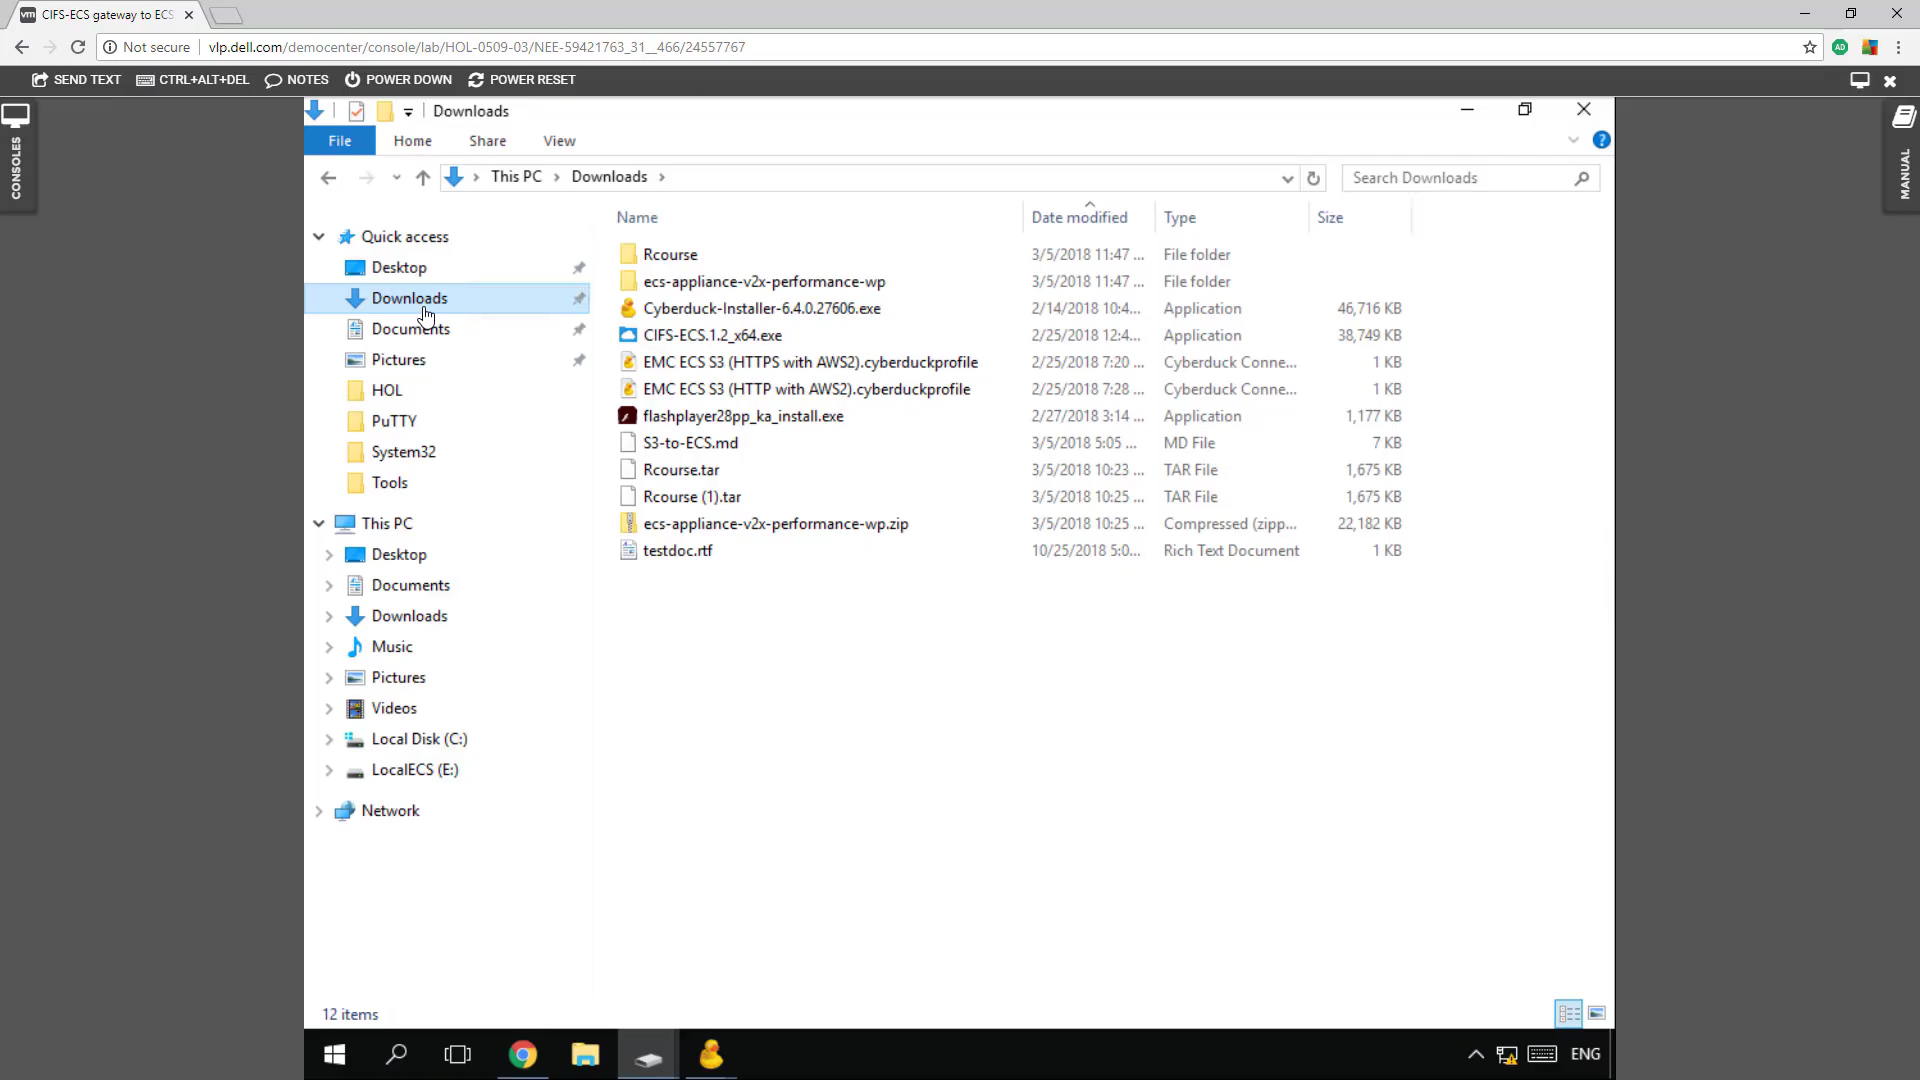 CIFS-ECS gateway to ECS
Not secure
vlp.dell.com/democenter/console/lab/HOL-0509-03/NEE-59421763_31__466/24557767
SEND TEXT
CTRL+ALT+DEL
NOTES
POWER DOWN
POWER RESET
CONSOLES
MANUAL
Downloads
File
Home
Share
View
This PC
Downloads
Search Downloads
Name
Date modified
Type
Size
Quick access
Desktop
Downloads
Documents
Pictures
HOL
PuTTY
System32
Tools
This PC
Desktop
Documents
Downloads
Music
Pictures
Videos
Local Disk (C:)
LocalECS (E:)
Network
Rcourse 3/5/2018 11:47 ... File folder
ecs-appliance-v2x-performance-wp 3/5/2018 11:47 ... File folder
Cyberduck-Installer-6.4.0.27606.exe 2/14/2018 10:4... Application 46,716 KB
CIFS-ECS.1.2_x64.exe 2/25/2018 12:4... Application 38,749 KB
EMC ECS S3 (HTTPS with AWS2).cyberduckprofile 2/25/2018 7:20 ... Cyberduck Conne... 1 KB
EMC ECS S3 (HTTP with AWS2).cyberduckprofile 2/25/2018 7:28 ... Cyberduck Conne... 1 KB
flashplayer28pp_ka_install.exe 2/27/2018 3:14 ... Application 1,177 KB
S3-to-ECS.md 3/5/2018 5:05 ... MD File 7 KB
Rcourse.tar 3/5/2018 10:23 ... TAR File 1,675 KB
Rcourse (1).tar 3/5/2018 10:25 ... TAR File 1,675 KB
ecs-appliance-v2x-performance-wp.zip 3/5/2018 10:25 ... Compressed (zipp... 22,182 KB
testdoc.rtf 10/25/2018 5:0... Rich Text Document 1 KB
12 items
ENG